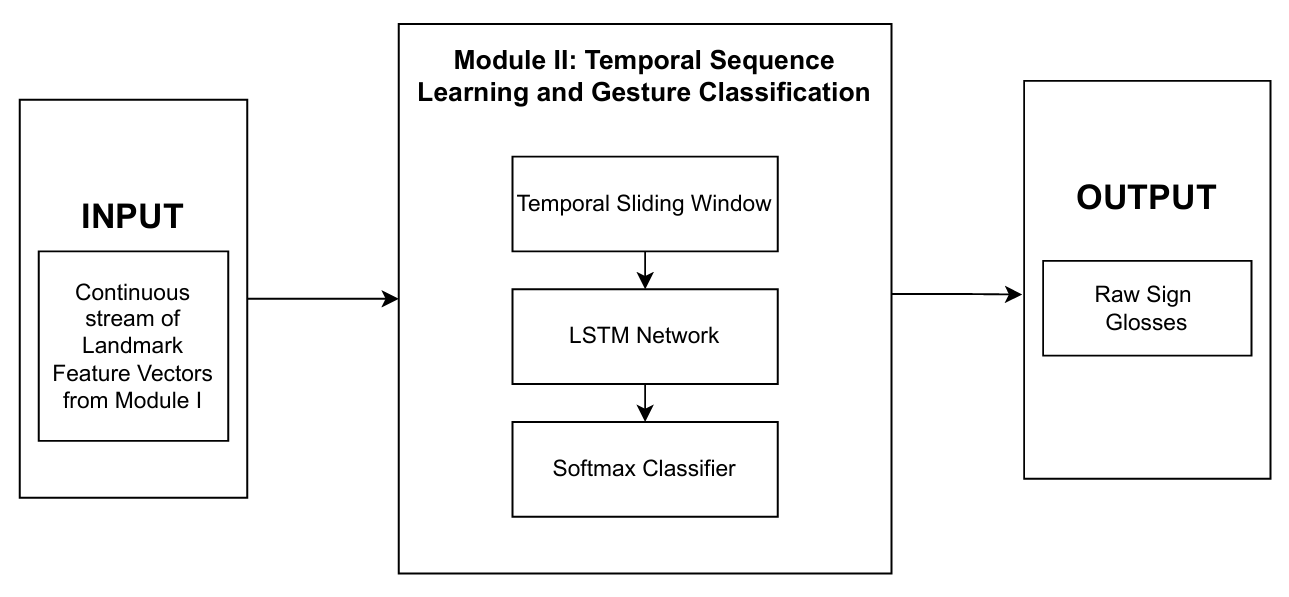 INPUT
Continuous
stream of
Landmark
Feature Vectors
from Module I
Module II: Temporal Sequence
Learning and Gesture Classification
Temporal Sliding Window
LSTM Network
Softmax Classifier
OUTPUT
Raw Sign
Glosses